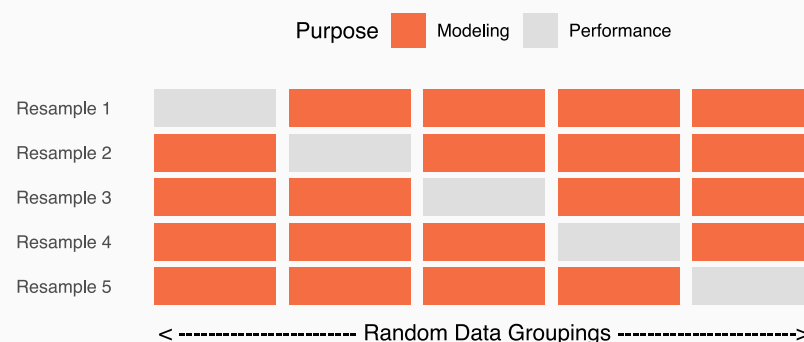 Purpose Modeling Performance
Resample 1
Resample 2
Resample 3
Resample 4
Resample 5
< ------------------- Random Data Groupings ------------------->